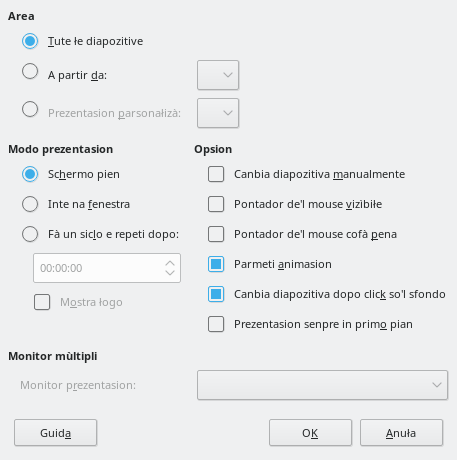 Area
Tute łe diapozitive
A partir da:
Prezentasion parsonałizà:
Modo prezentasion
Schermo pien
Inte na fenestra
Fà un siclo e repeti dopo:
00:00:00
Mostra łogo
Opsion
Canbia diapozitiva manualmente
Pontador de'l mouse vizìbiłe
Pontador de'l mouse cofà pena
Parmeti animasion
Canbia diapozitiva dopo click so'l sfondo
Prezentasion senpre in primo pian
Monitor mùltipli
Monitor prezentasion:
Guida
OK
Anuła